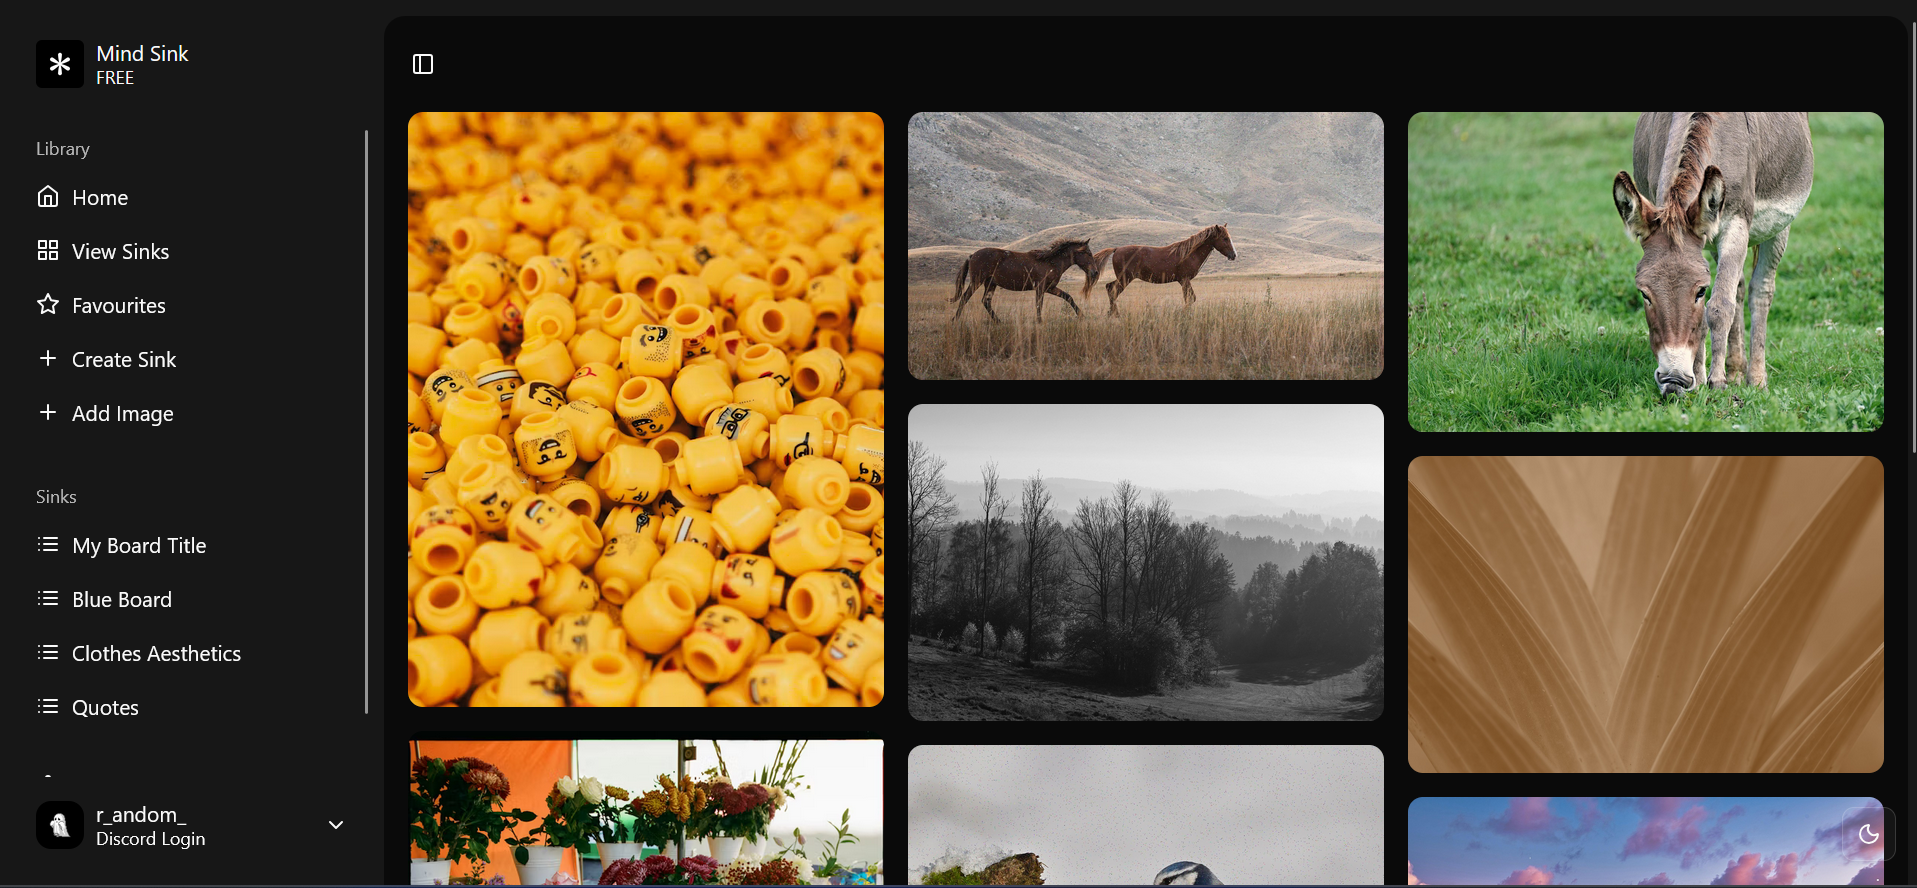 Mind Sink
FREE
Library
Home
View Sinks
Favourites
Create Sink
Add Image
Sinks
My Board Title
Blue Board
Clothes Aesthetics
Quotes
r_andom_
Discord Login